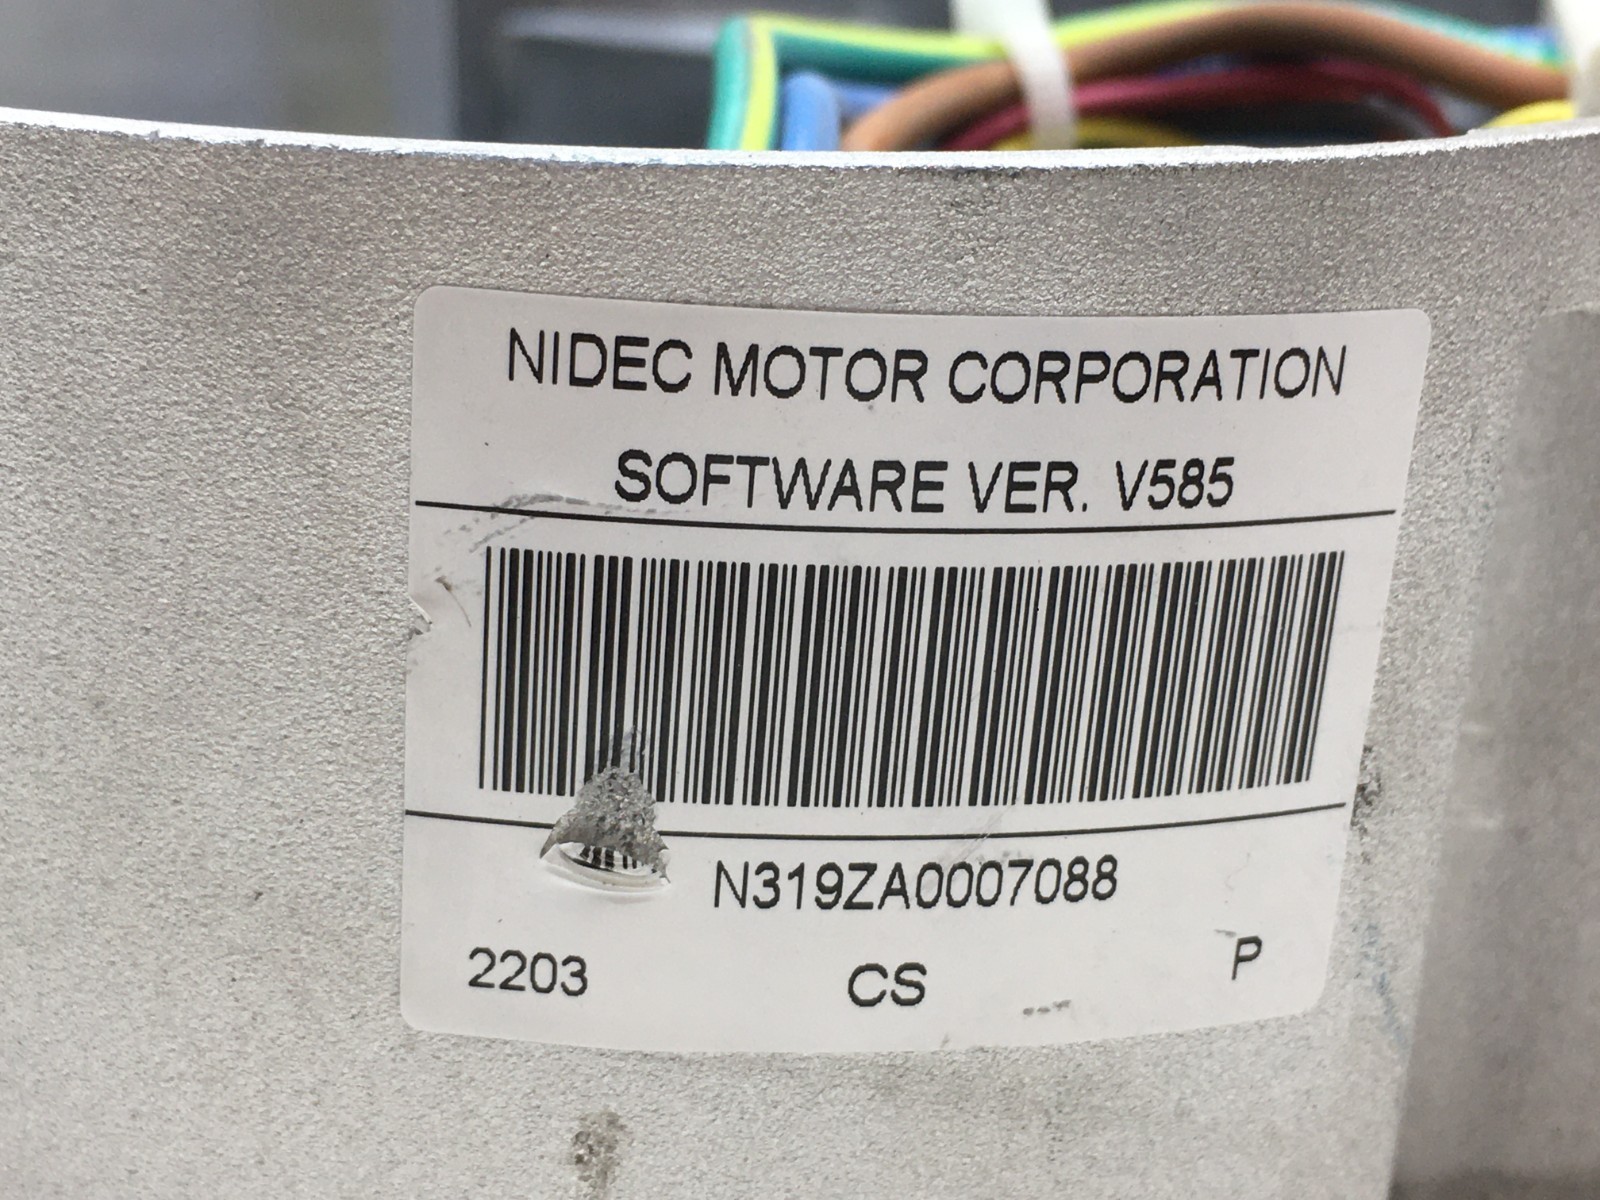 NIDEC MOTOR CORPORATION
SOFTWARE VER. V585
N319ZA0007088
2203 CS P